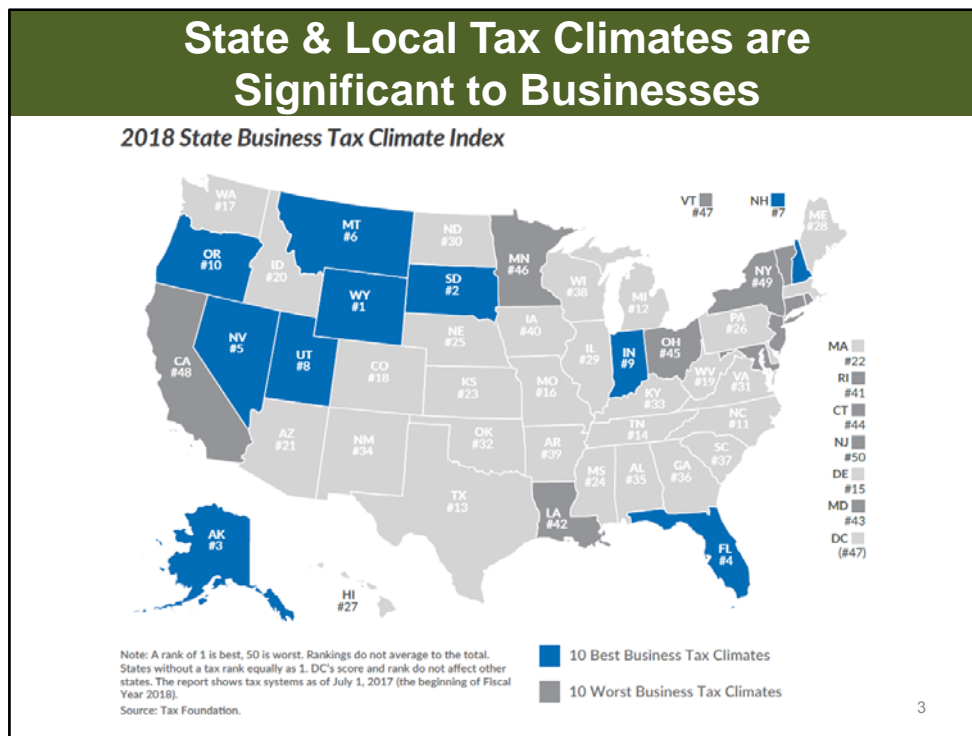 State & Local Tax Climates are
Significant to Businesses
2018 State Business Tax Climate Index
WA
#17
MT
#6
ND
#30
MN
#46
VT
#47
NH
#7
ME
#28
OR
#10
ID
#20
WY
#1
SD
#2
WI
#38
MI
#12
NY
#49
NV
#5
UT
#8
CA
#48
CO
#18
NE
#25
IA
#40
IL
#29
IN
#9
OH
#45
PA
#26
KS
#23
MO
#16
KY
#33
WV
#19
VA
#31
AZ
#21
NM
#34
OK
#32
AR
#39
TN
#14
NC
#11
SC
#37
TX
#13
LA
#42
MS
#24
AL
#35
GA
#36
FL
#4
AK
#3
HI
#27
MA
#22
RI
#41
CT
#44
NJ
#50
DE
#15
MD
#43
DC
(#47)
Note: A rank of 1 is best, 50 is worst. Rankings do not average to the total.
States without a tax rank equally as 1. DC's score and rank do not affect other
states. The report shows tax systems as of July 1, 2017 (the beginning of Fiscal
Year 2018).
Source: Tax Foundation.
10 Best Business Tax Climates
10 Worst Business Tax Climates
3